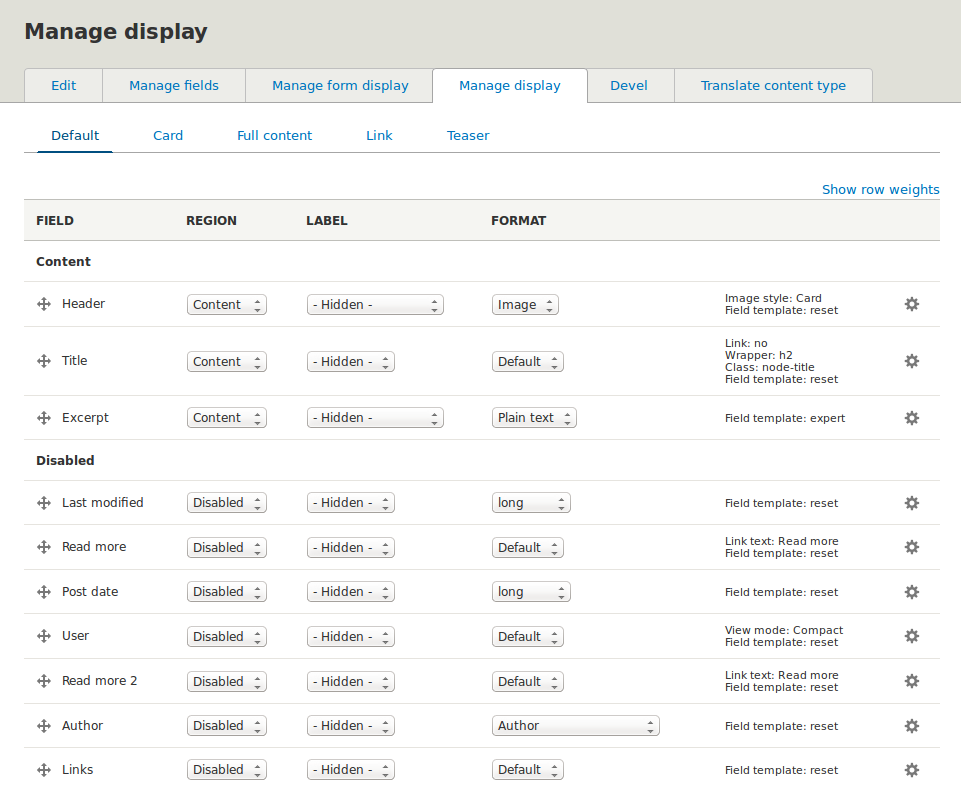 Manage display
Edit Manage fields Manage form display Manage display Devel Translate content type
Default Card Full content Link Teaser
Show row weights
FIELD REGION LABEL FORMAT
Content
Header Content - Hidden - Image Image style: Card
Field template: reset
Title Content - Hidden - Default Link: no
Wrapper: h2
Class: node-title
Field template: reset
Excerpt Content - Hidden - Plain text Field template: expert
Disabled
Last modified Disabled - Hidden - long Field template: reset
Read more Disabled - Hidden - Default Link text: Read more
Field template: reset
Post date Disabled - Hidden - long Field template: reset
User Disabled - Hidden - Default View mode: Compact
Field template: reset
Read more 2 Disabled - Hidden - Default Link text: Read more
Field template: reset
Author Disabled - Hidden - Author Field template: reset
Links Disabled - Hidden - Default Field template: reset